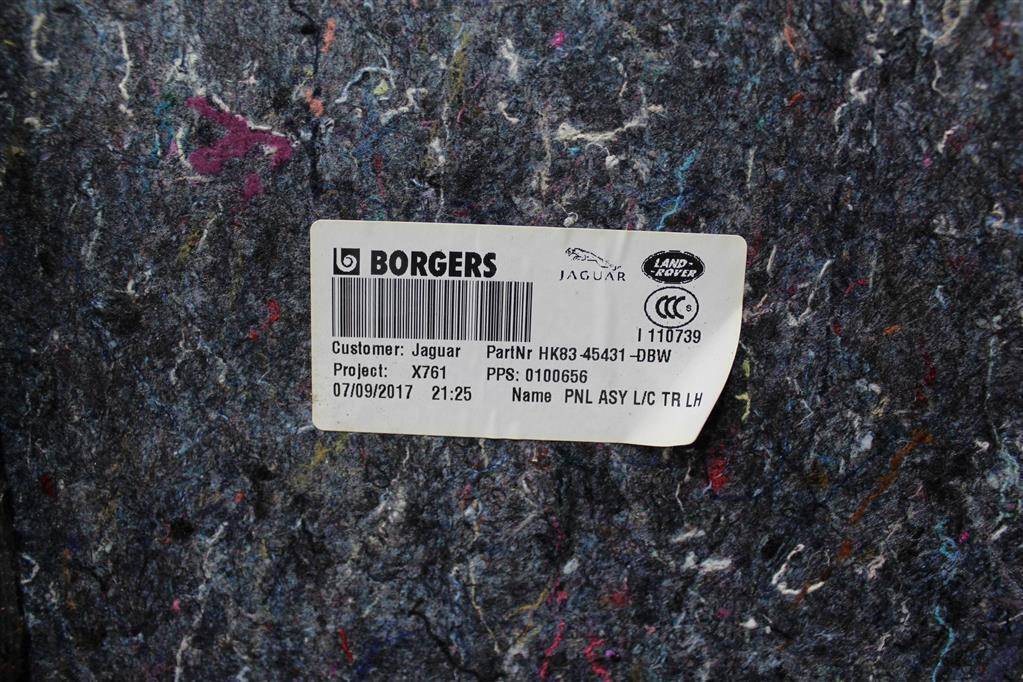 BORGERS
JAGUAR
LAND-
ROVER
CCC S
I 110739
Customer: Jaguar PartNr HK83-45431-DBW
Project: X761 PPS: 0100656
07/09/2017 21:25 Name PNL ASY L/C TR LH